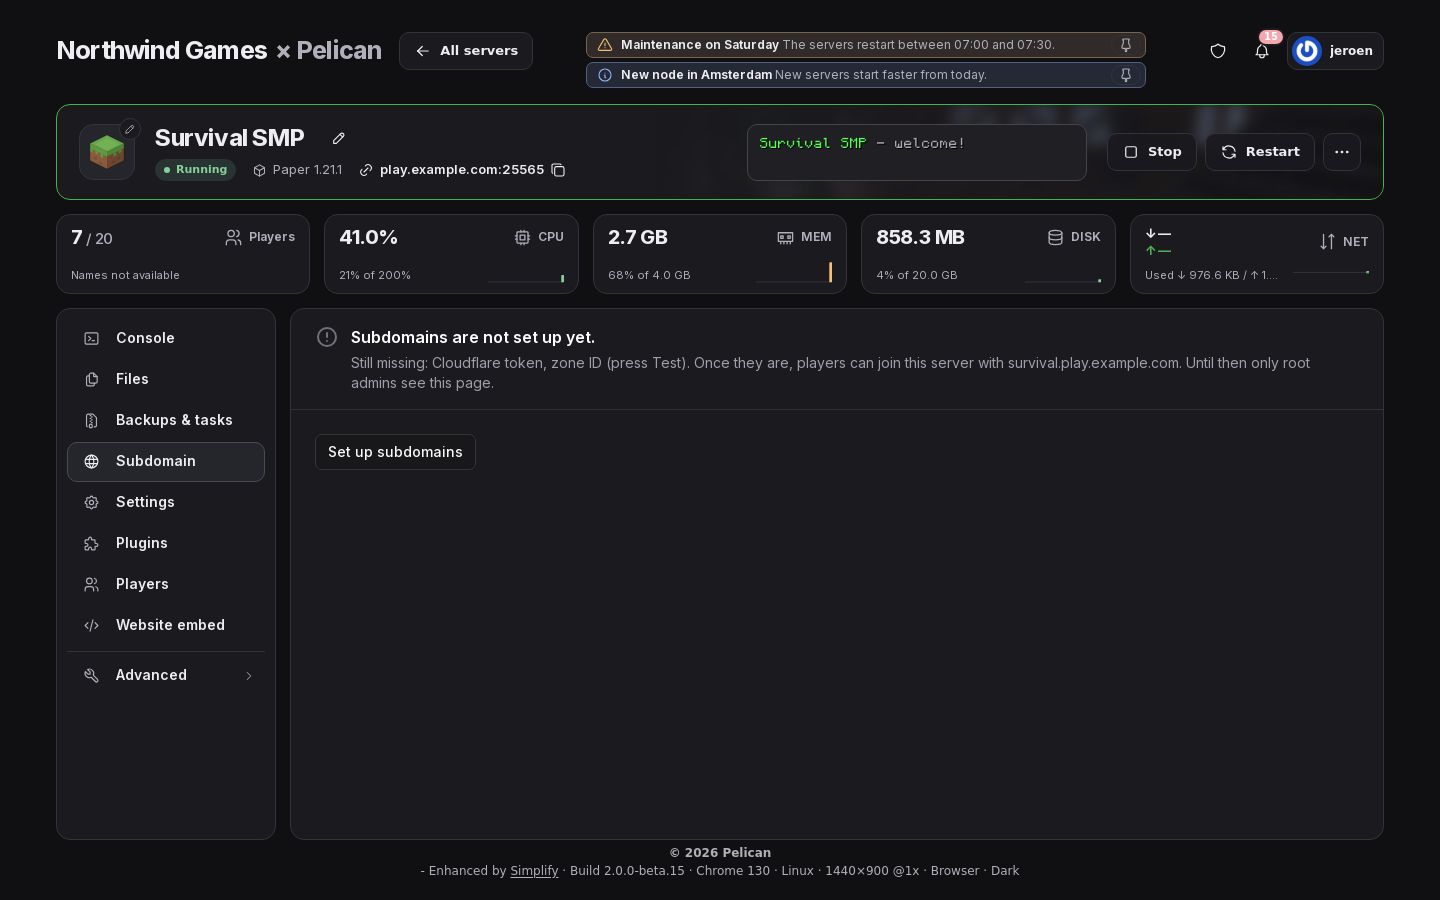 Northwind Games × Pelican
All servers
Maintenance on Saturday The servers restart between 07:00 and 07:30.
New node in Amsterdam New servers start faster from today.
15
jeroen
Survival SMP
Running
Paper 1.21.1
play.example.com:25565
Survival SMP - welcome!
Stop
Restart
7 / 20
Players
Names not available
41.0%
CPU
21% of 200%
2.7 GB
MEM
68% of 4.0 GB
858.3 MB
DISK
4% of 20.0 GB
↓—
↑—
NET
Used ↓ 976.6 KB / ↑ 1....
Console
Files
Backups & tasks
Subdomain
Settings
Plugins
Players
Website embed
Advanced
Subdomains are not set up yet.
Still missing: Cloudflare token, zone ID (press Test). Once they are, players can join this server with survival.play.example.com. Until then only root
admins see this page.
Set up subdomains
© 2026 Pelican
- Enhanced by Simplify · Build 2.0.0-beta.15 · Chrome 130 · Linux · 1440×900 @1x · Browser · Dark